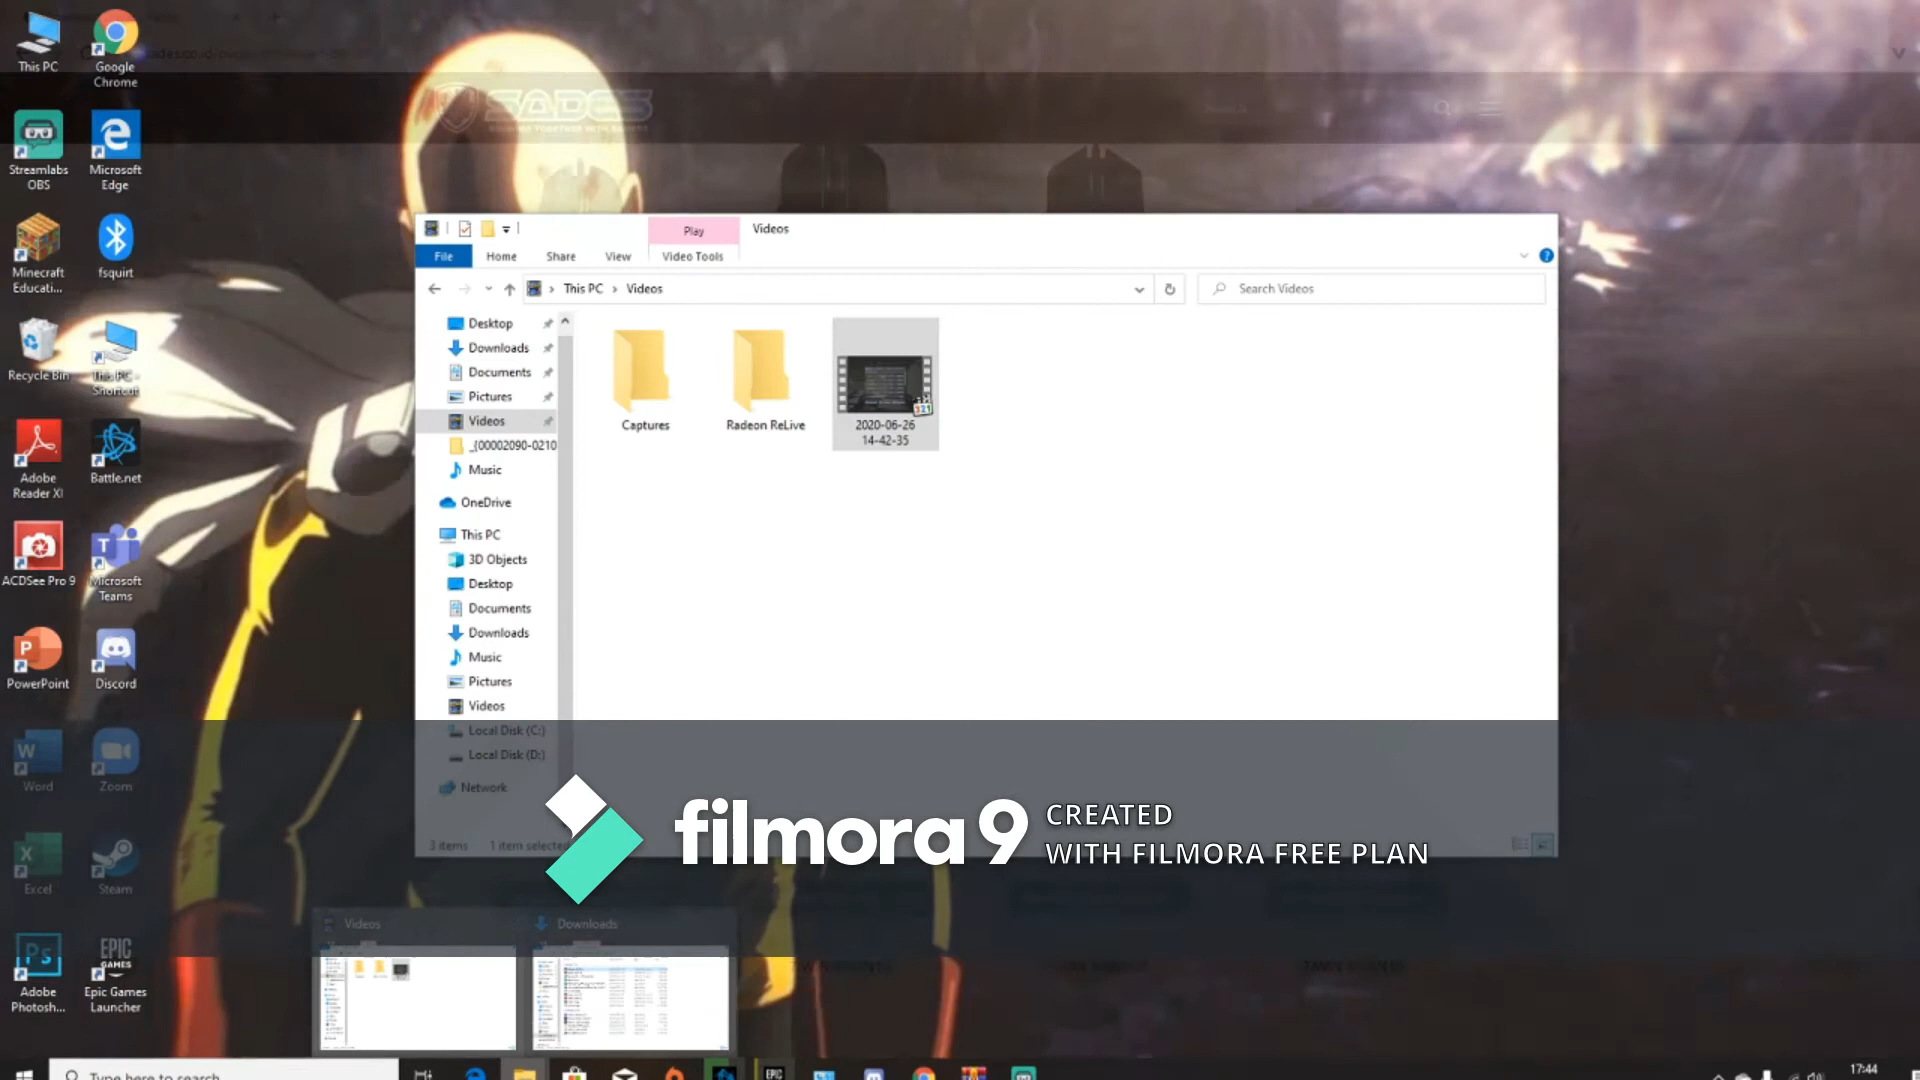 This PC
Google Chrome
SADES
Streamlabs OBS
Microsoft Edge
Minecraft Educati...
fsquirt
Recycle Bin
This PC - Shortcut
Adobe Reader XI
Battle.net
ACDSee Pro 9
Microsoft Teams
PowerPoint
Discord
Word
Zoom
Excel
Steam
Adobe Photosh...
Epic Games Launcher
Play
Videos
File
Home
Share
View
Video Tools
This PC
Videos
Search Videos
Desktop
Downloads
Documents
Pictures
Videos
_{00002090-0210
Music
OneDrive
This PC
3D Objects
Desktop
Documents
Downloads
Music
Pictures
Videos
Local Disk (C:)
Local Disk (D:)
Network
Captures
Radeon ReLive
2020-06-26
14-42-35
3 items
1 item selected
filmora9
CREATED
WITH FILMORA FREE PLAN
Videos
Downloads
Type here to search
17:44